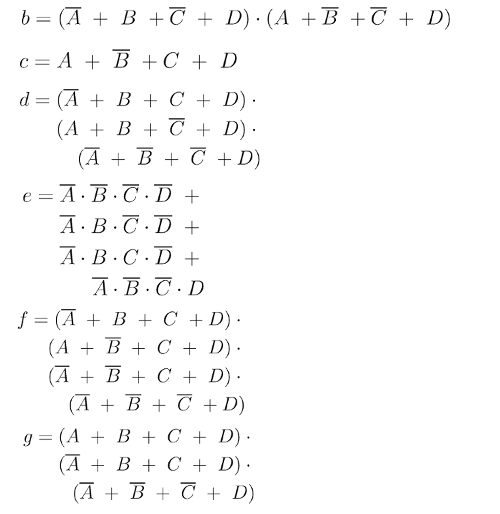 b = (A̅ + B + C̅ + D) · (A + B̅ + C̅ + D)
c = A + B̅ + C + D
d = (A̅ + B + C + D) ·
(A + B + C̅ + D) ·
(A̅ + B̅ + C̅ + D)
e = A̅ · B̅ · C̅ · D̅ +
A̅ · B · C̅ · D̅ +
A̅ · B · C · D̅ +
A̅ · B̅ · C̅ · D
f = (A̅ + B + C + D) ·
(A + B̅ + C + D) ·
(A̅ + B̅ + C + D) ·
(A̅ + B̅ + C̅ + D)
g = (A + B + C + D) ·
(A̅ + B + C + D) ·
(A̅ + B̅ + C̅ + D)